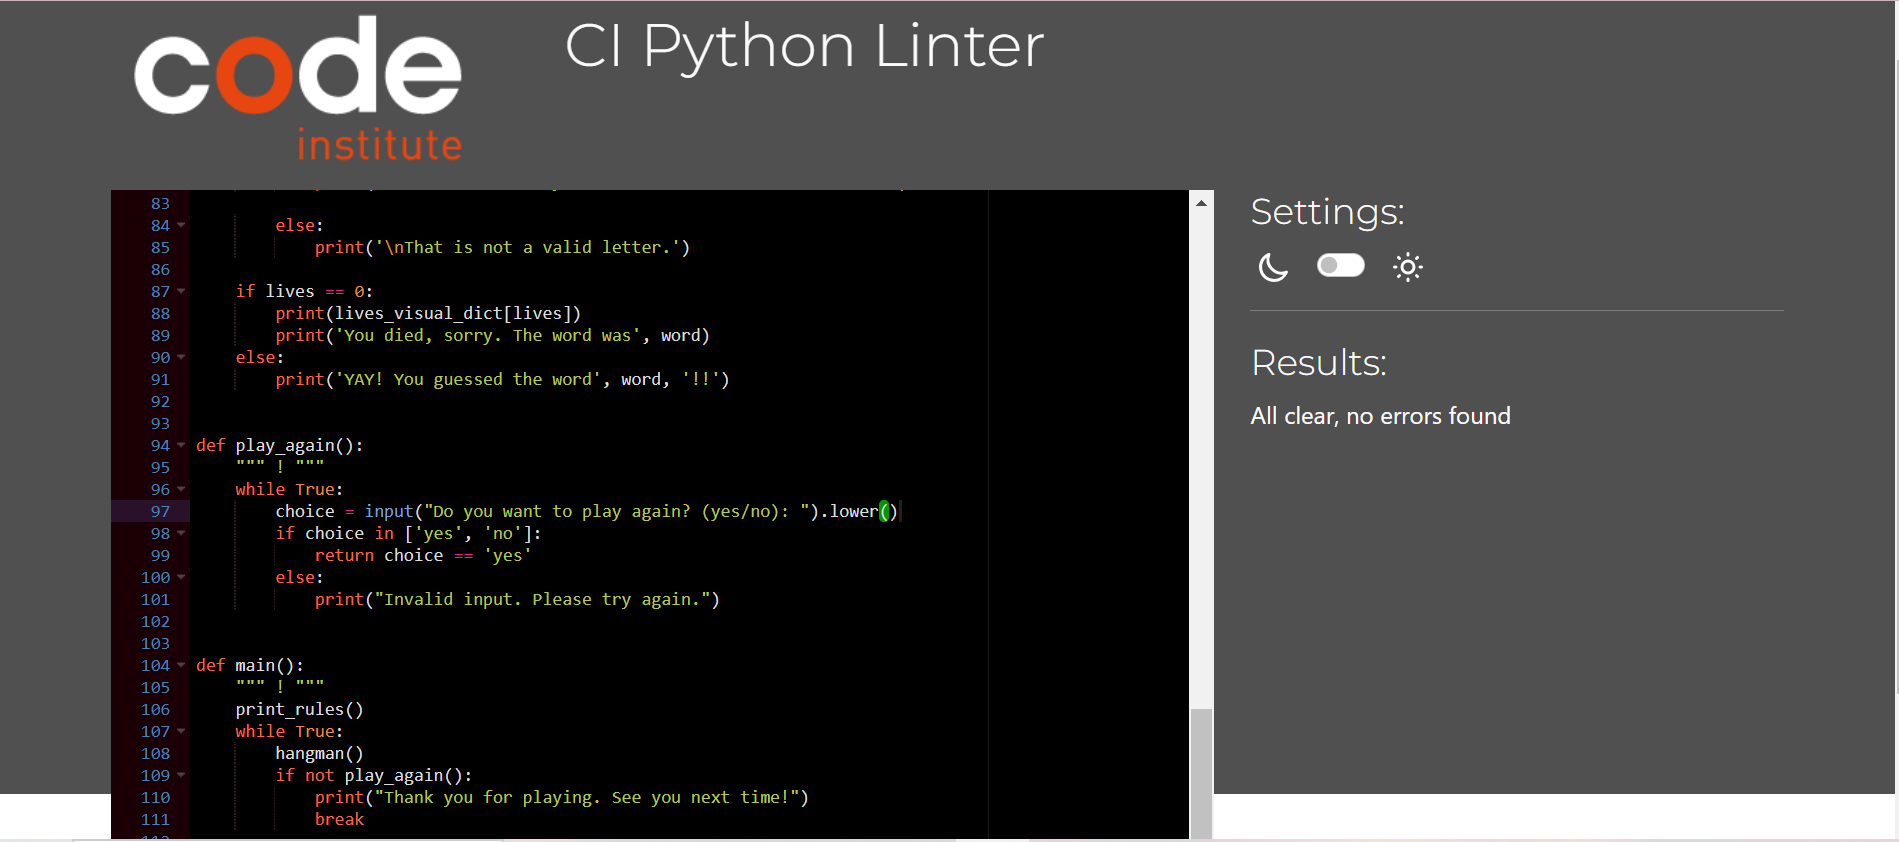 code
institute
CI Python Linter
83
84 else:
85 print('\nThat is not a valid letter.')
86
87 if lives == 0:
88 print(lives_visual_dict[lives])
89 print('You died, sorry. The word was', word)
90 else:
91 print('YAY! You guessed the word', word, '!!')
92
93
94 def play_again():
95 """ ! """
96 while True:
97 choice = input("Do you want to play again? (yes/no): ").lower()
98 if choice in ['yes', 'no']:
99 return choice == 'yes'
100 else:
101 print("Invalid input. Please try again.")
102
103
104 def main():
105 """ ! """
106 print_rules()
107 while True:
108 hangman()
109 if not play_again():
110 print("Thank you for playing. See you next time!")
111 break
Settings:
Results:
All clear, no errors found